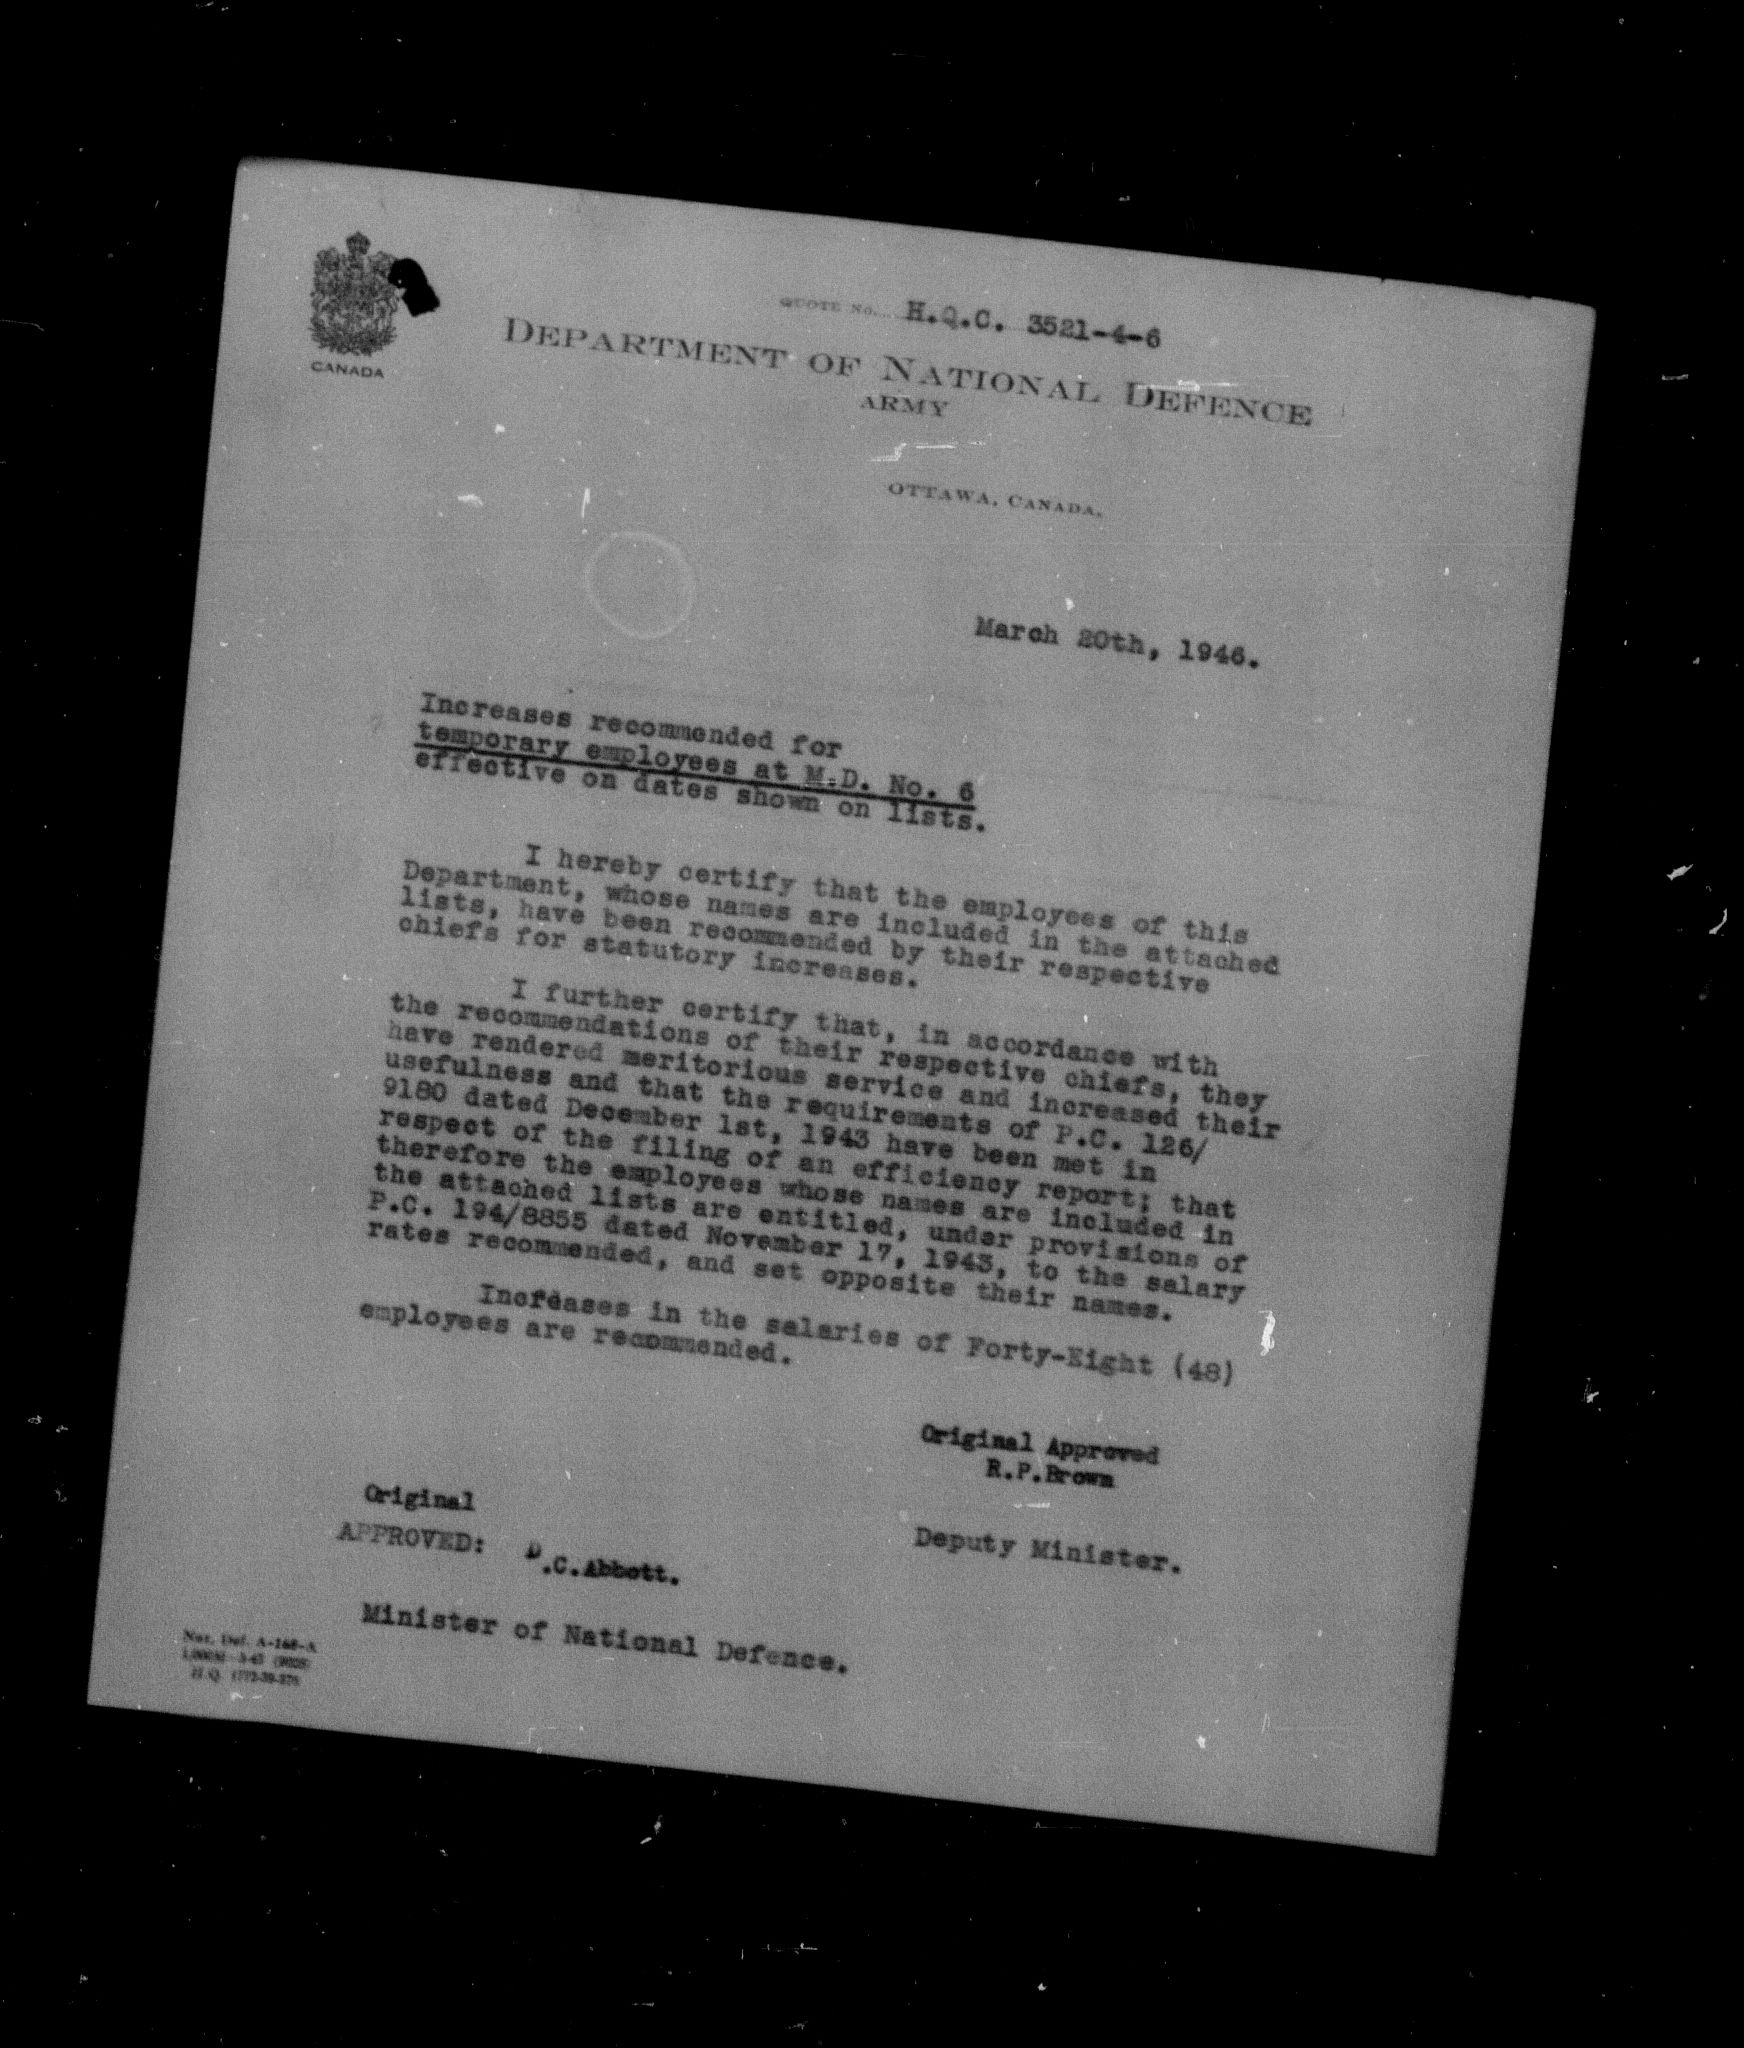 CANADA
QUOTE No. H.Q.C. 3521-4-6
DEPARTMENT OF NATIONAL DEFENCE
ARMY
OTTAWA, CANADA.
March 20th, 1946.
Increases recommended for
temporary employees at M.D. No. 6
effective on dates shown on lists.
I hereby certify that the employees of this
Department, whose names are included in the attached
lists, have been recommended by their respective
chiefs for statutory increases.
I further certify that, in accordance with
the recommendations of their respective chiefs, they
have rendered meritorious service and increased their
usefulness and that the requirements of P.C. 126/
9180 dated December 1st, 1943 have been met in
respect of the filing of an efficiency report; that
therefore the employees whose names are included in
the attached lists are entitled, under provisions of
P.C. 194/8855 dated November 17, 1943, to the salary
rates recommended, and set opposite their names.
Increases in the salaries of Forty-Eight (48)
employees are recommended.
Original Approved
R.P.Brown
Deputy Minister.
Original
APPROVED: D.C.Abbott.
Minister of National Defence.
Nat. Def. A-168-A
H.Q.